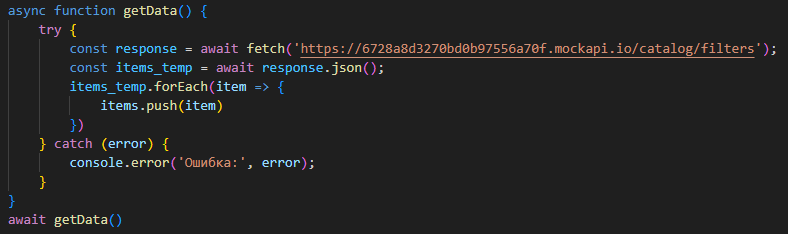 async function getData() {
    try {
        const response = await fetch('https://6728a8d3270bd0b97556a70f.mockapi.io/catalog/filters');
        const items_temp = await response.json();
        items_temp.forEach(item => {
            items.push(item)
        })
    } catch (error) {
        console.error('Ошибка:', error);
    }
}
await getData()